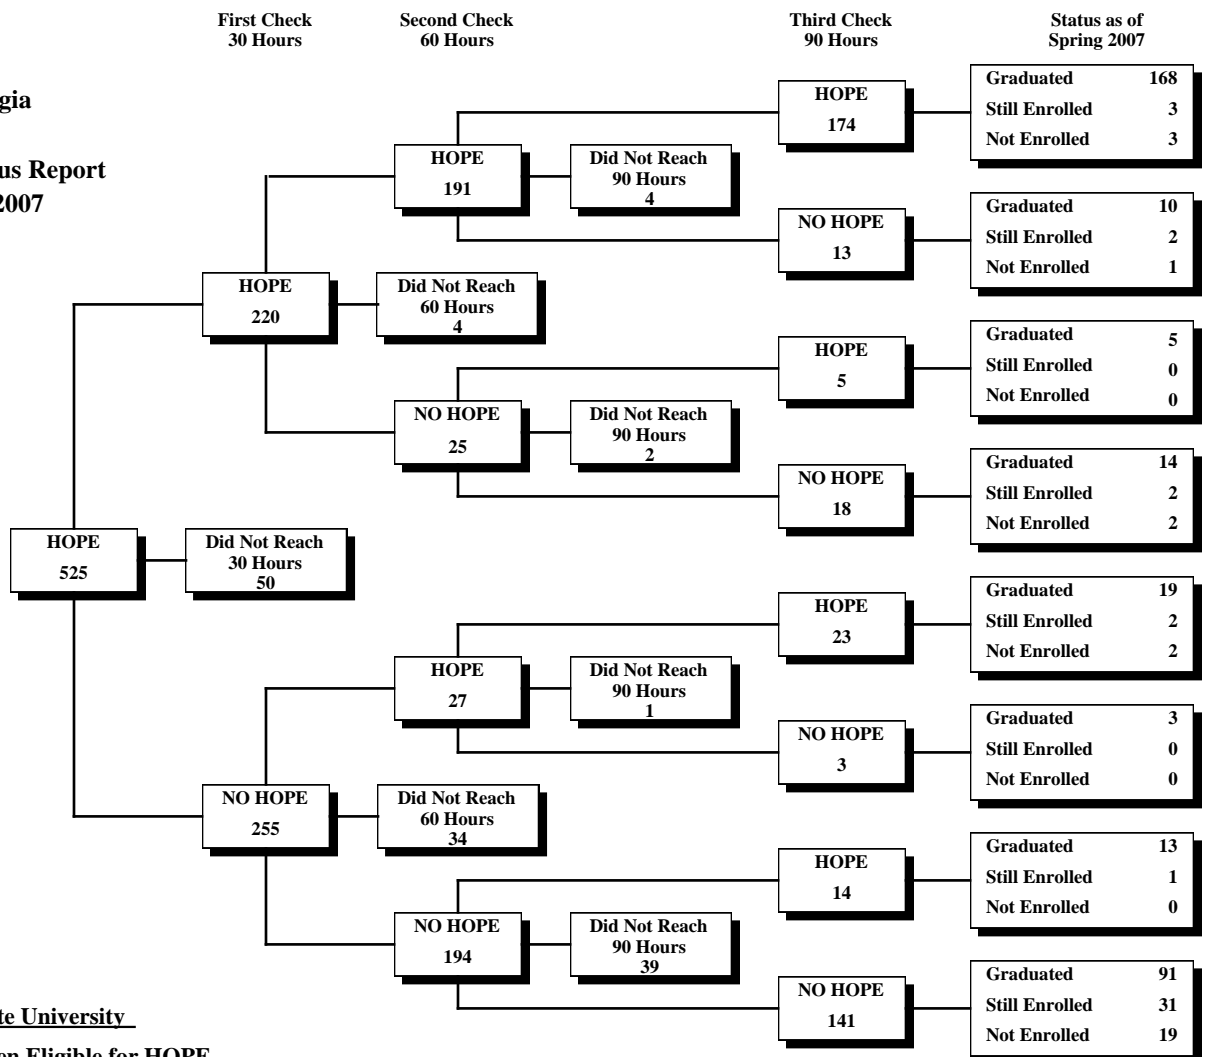 First Check
30 Hours
Second Check
60 Hours
Third Check
90 Hours
Status as of
Spring 2007
gia
us Report
2007
HOPE
525
Did Not Reach
30 Hours
50
HOPE
220
Did Not Reach
60 Hours
4
NO HOPE
255
Did Not Reach
60 Hours
34
HOPE
191
Did Not Reach
90 Hours
4
NO HOPE
25
Did Not Reach
90 Hours
2
HOPE
27
Did Not Reach
90 Hours
1
NO HOPE
194
Did Not Reach
90 Hours
39
HOPE
174
Graduated 168
Still Enrolled 3
Not Enrolled 3
NO HOPE
13
Graduated 10
Still Enrolled 2
Not Enrolled 1
HOPE
5
Graduated 5
Still Enrolled 0
Not Enrolled 0
NO HOPE
18
Graduated 14
Still Enrolled 2
Not Enrolled 2
HOPE
23
Graduated 19
Still Enrolled 2
Not Enrolled 2
NO HOPE
3
Graduated 3
Still Enrolled 0
Not Enrolled 0
HOPE
14
Graduated 13
Still Enrolled 1
Not Enrolled 0
NO HOPE
141
Graduated 91
Still Enrolled 31
Not Enrolled 19
te University
en Eligible for HOPE